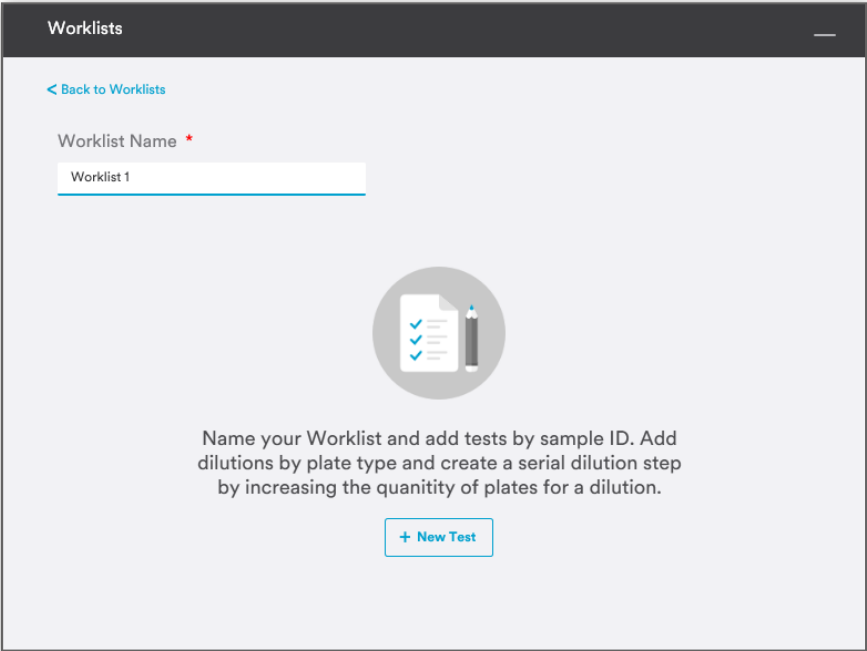 Worklists
< Back to Worklists
Worklist Name *
Worklist 1
Name your Worklist and add tests by sample ID. Add
dilutions by plate type and create a serial dilution step
by increasing the quanitity of plates for a dilution.
+ New Test